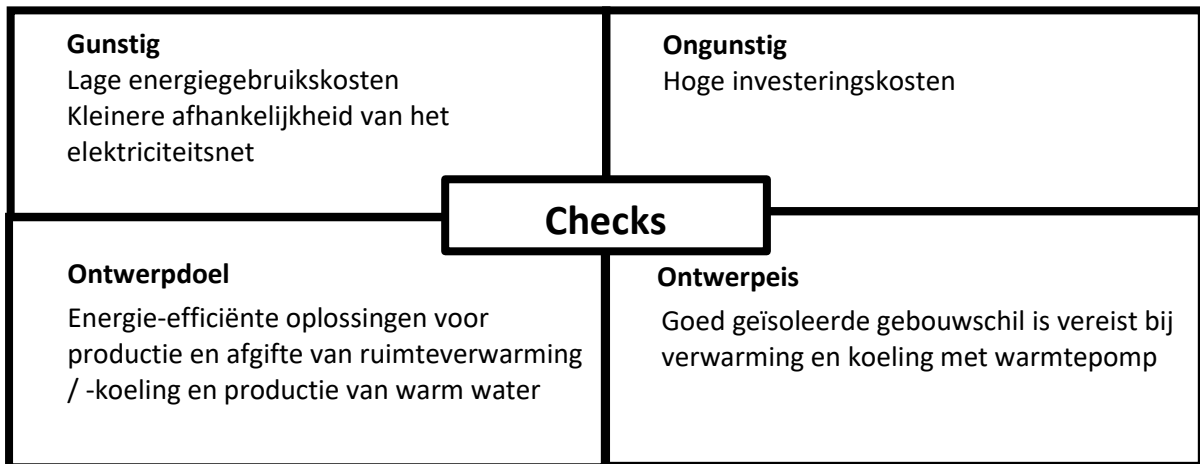 Gunstig
Lage energiegebruikskosten
Kleinere afhankelijkheid van het
elektriciteitsnet
Ongunstig
Hoge investeringskosten
Checks
Ontwerpdoel
Energie-efficiënte oplossingen voor
productie en afgifte van ruimteverwarming
/ -koeling en productie van warm water
Ontwerpeis
Goed geïsoleerde gebouwschil is vereist bij
verwarming en koeling met warmtepomp